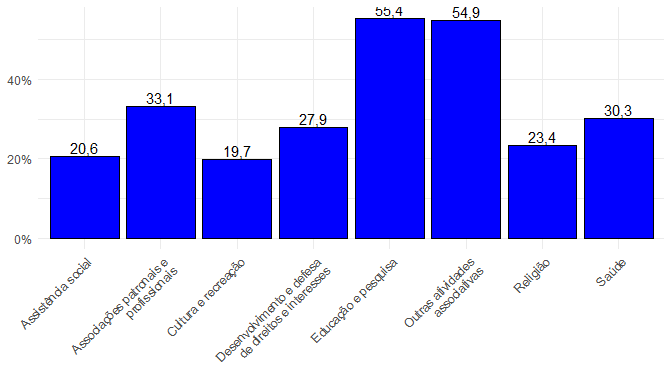 55,4
54,9
40%
33,1
30,3
27,9
23,4
20,6
19,7
20%
0%
Assistência social
Associações patronais e
profissionais
Cultura e recreação
Desenvolvimento e defesa
de direitos e interesses
Educação e pesquisa
Outras atividades
associativas
Religião
Saúde